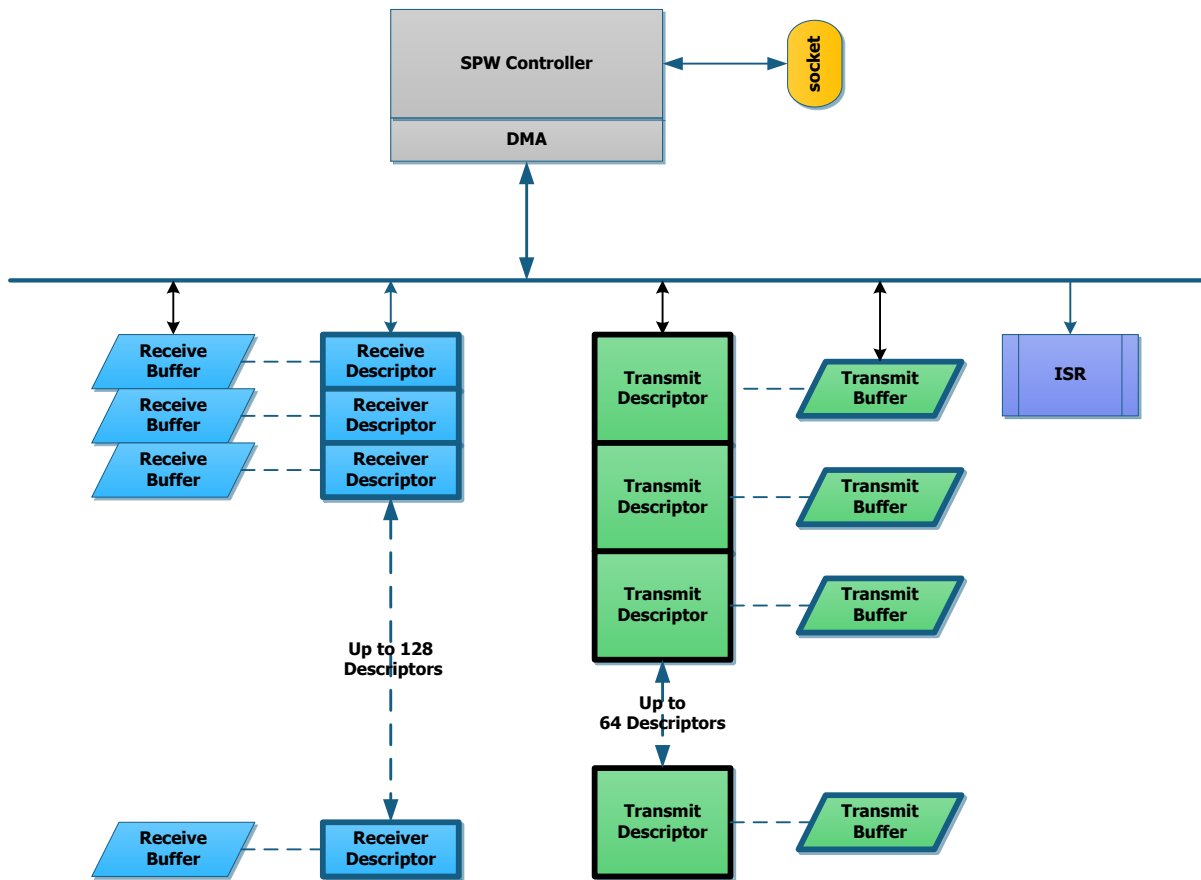 SPW Controller
socket
DMA
Receive
Buffer
Receive
Descriptor
Transmit
Descriptor
Transmit
Buffer
ISR
Receive
Buffer
Receiver
Descriptor
Receive
Buffer
Receiver
Descriptor
Transmit
Descriptor
Transmit
Buffer
Transmit
Descriptor
Transmit
Buffer
Up to 128
Descriptors
Up to
64 Descriptors
Receive
Buffer
Receiver
Descriptor
Transmit
Descriptor
Transmit
Buffer